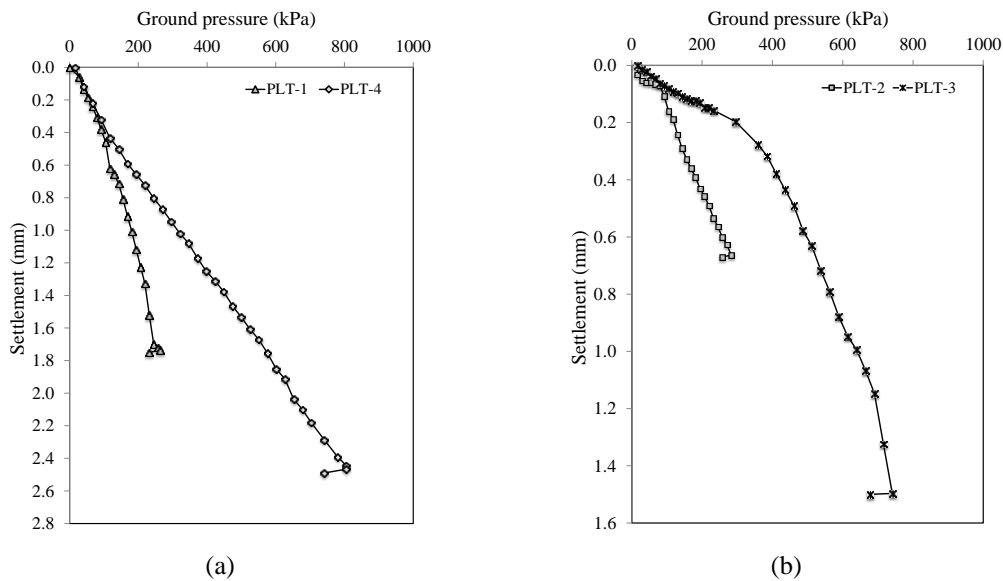 Ground pressure (kPa)
0 200 400 600 800 1000
0.0
0.2
0.4
0.6
0.8
1.0
1.2
1.4
1.6
1.8
2.0
2.2
2.4
2.6
2.8
Settlement (mm)
PLT-1 PLT-4
(a)
Ground pressure (kPa)
0 200 400 600 800 1000
0.0
0.2
0.4
0.6
0.8
1.0
1.2
1.4
1.6
Settlement (mm)
PLT-2 PLT-3
(b)